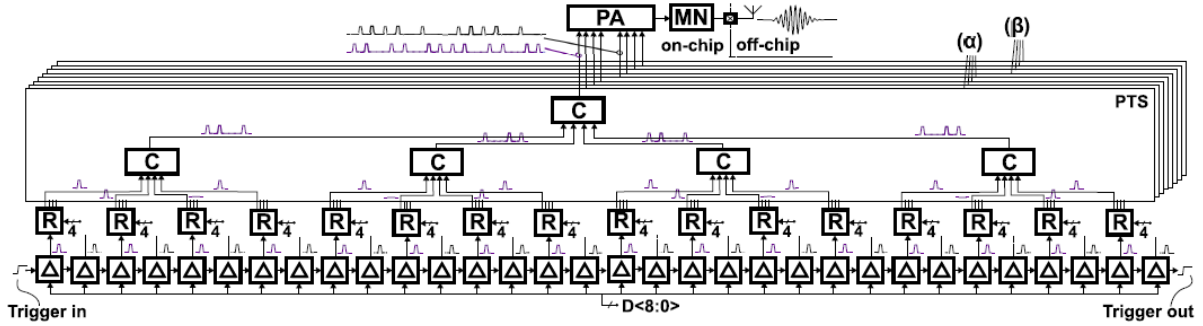 PA
MN
on-chip off-chip
(α)
(β)
PTS
C
C C C C
R R R R R R R R R R R R R R R R
4 4 4 4 4 4 4 4 4 4 4 4 4 4 4 4
Δ Δ Δ Δ Δ Δ Δ Δ Δ Δ Δ Δ Δ Δ Δ Δ Δ Δ Δ Δ Δ Δ Δ Δ Δ Δ Δ Δ Δ Δ Δ Δ
D<8:0>
Trigger in
Trigger out